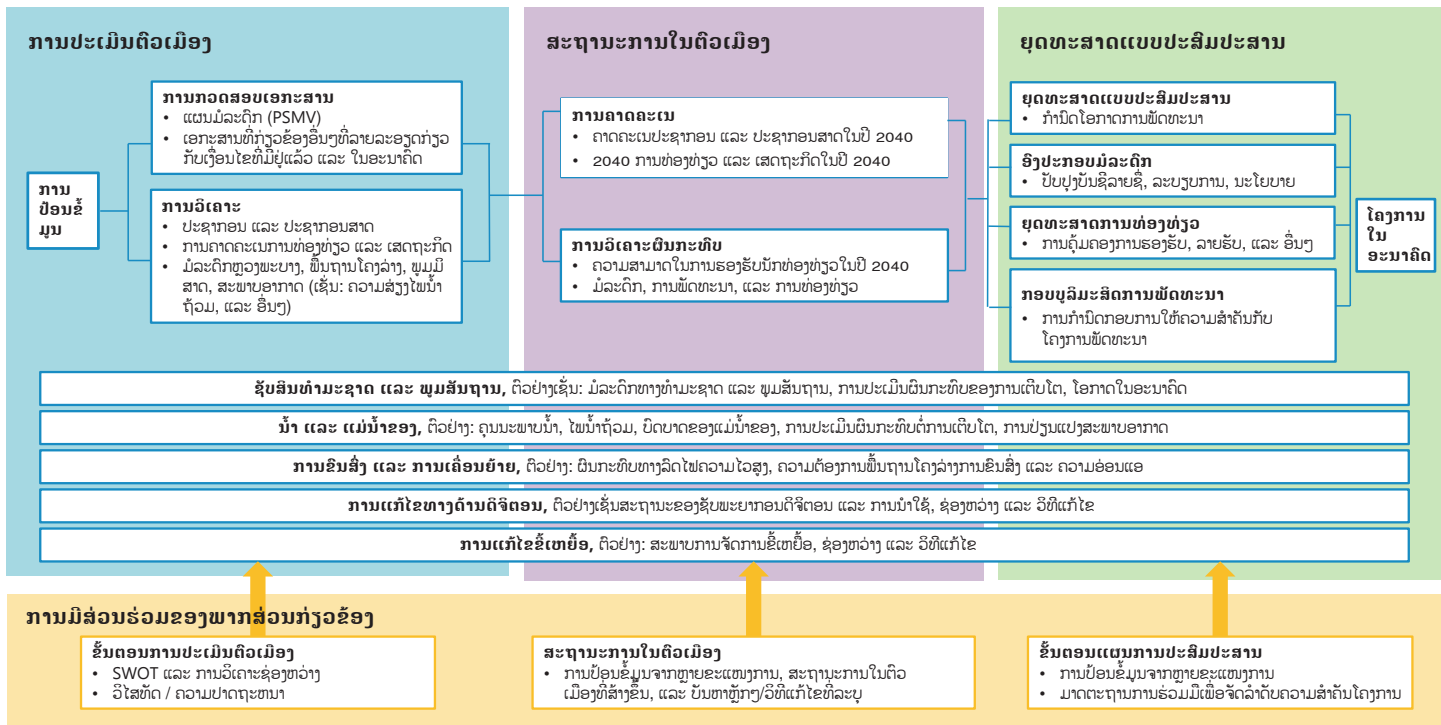 ການປະເມີນຕົວເມືອງ
ການປ້ອນຂໍ້ມູນ
ການກວດສອບເອກະສານ
• ແຜນມໍລະດົກ (PSMV)
• ເອກະສານທີ່ກ່ຽວຂ້ອງອື່ນໆທີ່ລາຍລະອຽດກ່ຽວ
ກັບເງື່ອນໄຂທີ່ມີຢູ່ແລ້ວ ແລະ ໃນອະນາຄົດ
ການວິເຄາະ
• ປະຊາກອນ ແລະ ປະຊາກອນສາດ
• ການຄາດຄະເນການທ່ອງທ່ຽວ ແລະ ເສດຖະກິດ
• ມໍລະດົກຫຼວງພະບາງ, ພື້ນຖານໂຄງລ່າງ, ພູມມິ
ສາດ, ສະພາບອາກາດ (ເຊັ່ນ: ຄວາມສ່ຽງໄພນ້ຳ
ຖ້ວມ, ແລະ ອື່ນໆ)
ສະຖານະການໃນຕົວເມືອງ
ການຄາດຄະເນ
• ຄາດຄະເນປະຊາກອນ ແລະ ປະຊາກອນສາດໃນປີ 2040
• 2040 ການທ່ອງທ່ຽວ ແລະ ເສດຖະກິດໃນປີ 2040
ການວິເຄາະຜົນກະທົບ
• ຄວາມສາມາດໃນການຮອງຮັບນັກທ່ອງທ່ຽວໃນປີ 2040
• ມໍລະດົກ, ການພັດທະນາ, ແລະ ການທ່ອງທ່ຽວ
ຍຸດທະສາດແບບປະສົມປະສານ
ຍຸດທະສາດແບບປະສົມປະສານ
• ກຳນົດໂອກາດການພັດທະນາ
ອົງປະກອບມໍລະດົກ
• ປັບປຸງບັນຊີລາຍຊື່, ລະບຽບການ, ນະໂຍບາຍ
ຍຸດທະສາດການທ່ອງທ່ຽວ
• ການຄຸ້ມຄອງການຮອງຮັບ, ລາຍຮັບ, ແລະ ອື່ນໆ
ກອບບູລິມະສິດການພັດທະນາ
• ການກຳນົດກອບການໃຫ້ຄວາມສຳຄັນກັບ
ໂຄງການພັດທະນາ
ໂຄງການ
ໃນ
ອະນາຄົດ
ຊັບສິນທຳມະຊາດ ແລະ ພູມສັນຖານ, ຕົວຢ່າງເຊັ່ນ: ມໍລະດົກທາງທຳມະຊາດ ແລະ ພູມສັນຖານ, ການປະເມີນຜົນກະທົບຂອງການເຕີບໂຕ, ໂອກາດໃນອະນາຄົດ
ນ້ຳ ແລະ ແມ່ນ້ຳຂອງ, ຕົວຢ່າງ: ຄຸນນະພາບນ້ຳ, ໄພນ້ຳຖ້ວມ, ບົດບາດຂອງແມ່ນ້ຳຂອງ, ການປະເມີນຜົນກະທົບຕໍ່ການເຕີບໂຕ, ການປ່ຽນແປງສະພາບອາກາດ
ການຂົນສົ່ງ ແລະ ການເຄື່ອນຍ້າຍ, ຕົວຢ່າງ: ຜົນກະທົບທາງລົດໄຟຄວາມໄວສູງ, ຄວາມຕ້ອງການພື້ນຖານໂຄງລ່າງການຂົນສົ່ງ ແລະ ຄວາມອ່ອນແອ
ການແກ້ໄຂທາງດ້ານດິຈິຕອນ, ຕົວຢ່າງເຊັ່ນສະຖານະຂອງຊັບພະຍາກອນດິຈິຕອນ ແລະ ການນຳໃຊ້, ຊ່ອງຫວ່າງ ແລະ ວິທີແກ້ໄຂ
ການແກ້ໄຂຂີ້ເຫຍື້ອ, ຕົວຢ່າງ: ສະພາບການຈັດການຂີ້ເຫຍື້ອ, ຊ່ອງຫວ່າງ ແລະ ວິທີແກ້ໄຂ
ການມີສ່ວນຮ່ວມຂອງພາກສ່ວນກ່ຽວຂ້ອງ
ຂັ້ນຕອນການປະເມີນຕົວເມືອງ
• SWOT ແລະ ການວິເຄາະຊ່ອງຫວ່າງ
• ວິໄສທັດ / ຄວາມປາດຖະຫນາ
ສະຖານະການໃນຕົວເມືອງ
• ການປ້ອນຂໍ້ມູນຈາກຫຼາຍຂະແໜງການ, ສະຖານະການໃນຕົວ
ເມືອງທີ່ສ້າງຂຶ້ນ, ແລະ ບັນຫາຫຼັກໆ/ວິທີແກ້ໄຂທີ່ລະບຸ
ຂັ້ນຕອນແຜນການປະສົມປະສານ
• ການປ້ອນຂໍ້ມູນຈາກຫຼາຍຂະແໜງການ
• ມາດຕະຖານການຮ່ວມມືເພື່ອຈັດລຳດັບຄວາມສຳຄັນໂຄງການ